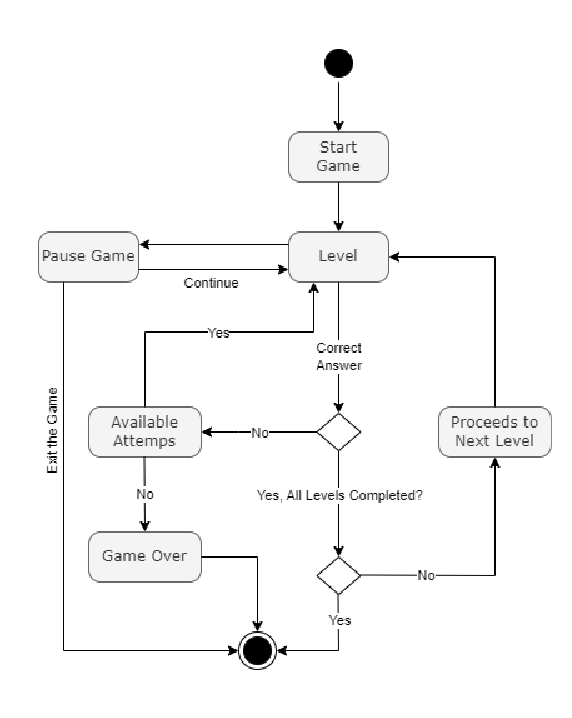 Start
Game
Pause Game
Level
Continue
Yes
Correct
Answer
Exit the Game
Available
Attemps
No
Proceeds to
Next Level
No
Yes, All Levels Completed?
Game Over
No
Yes